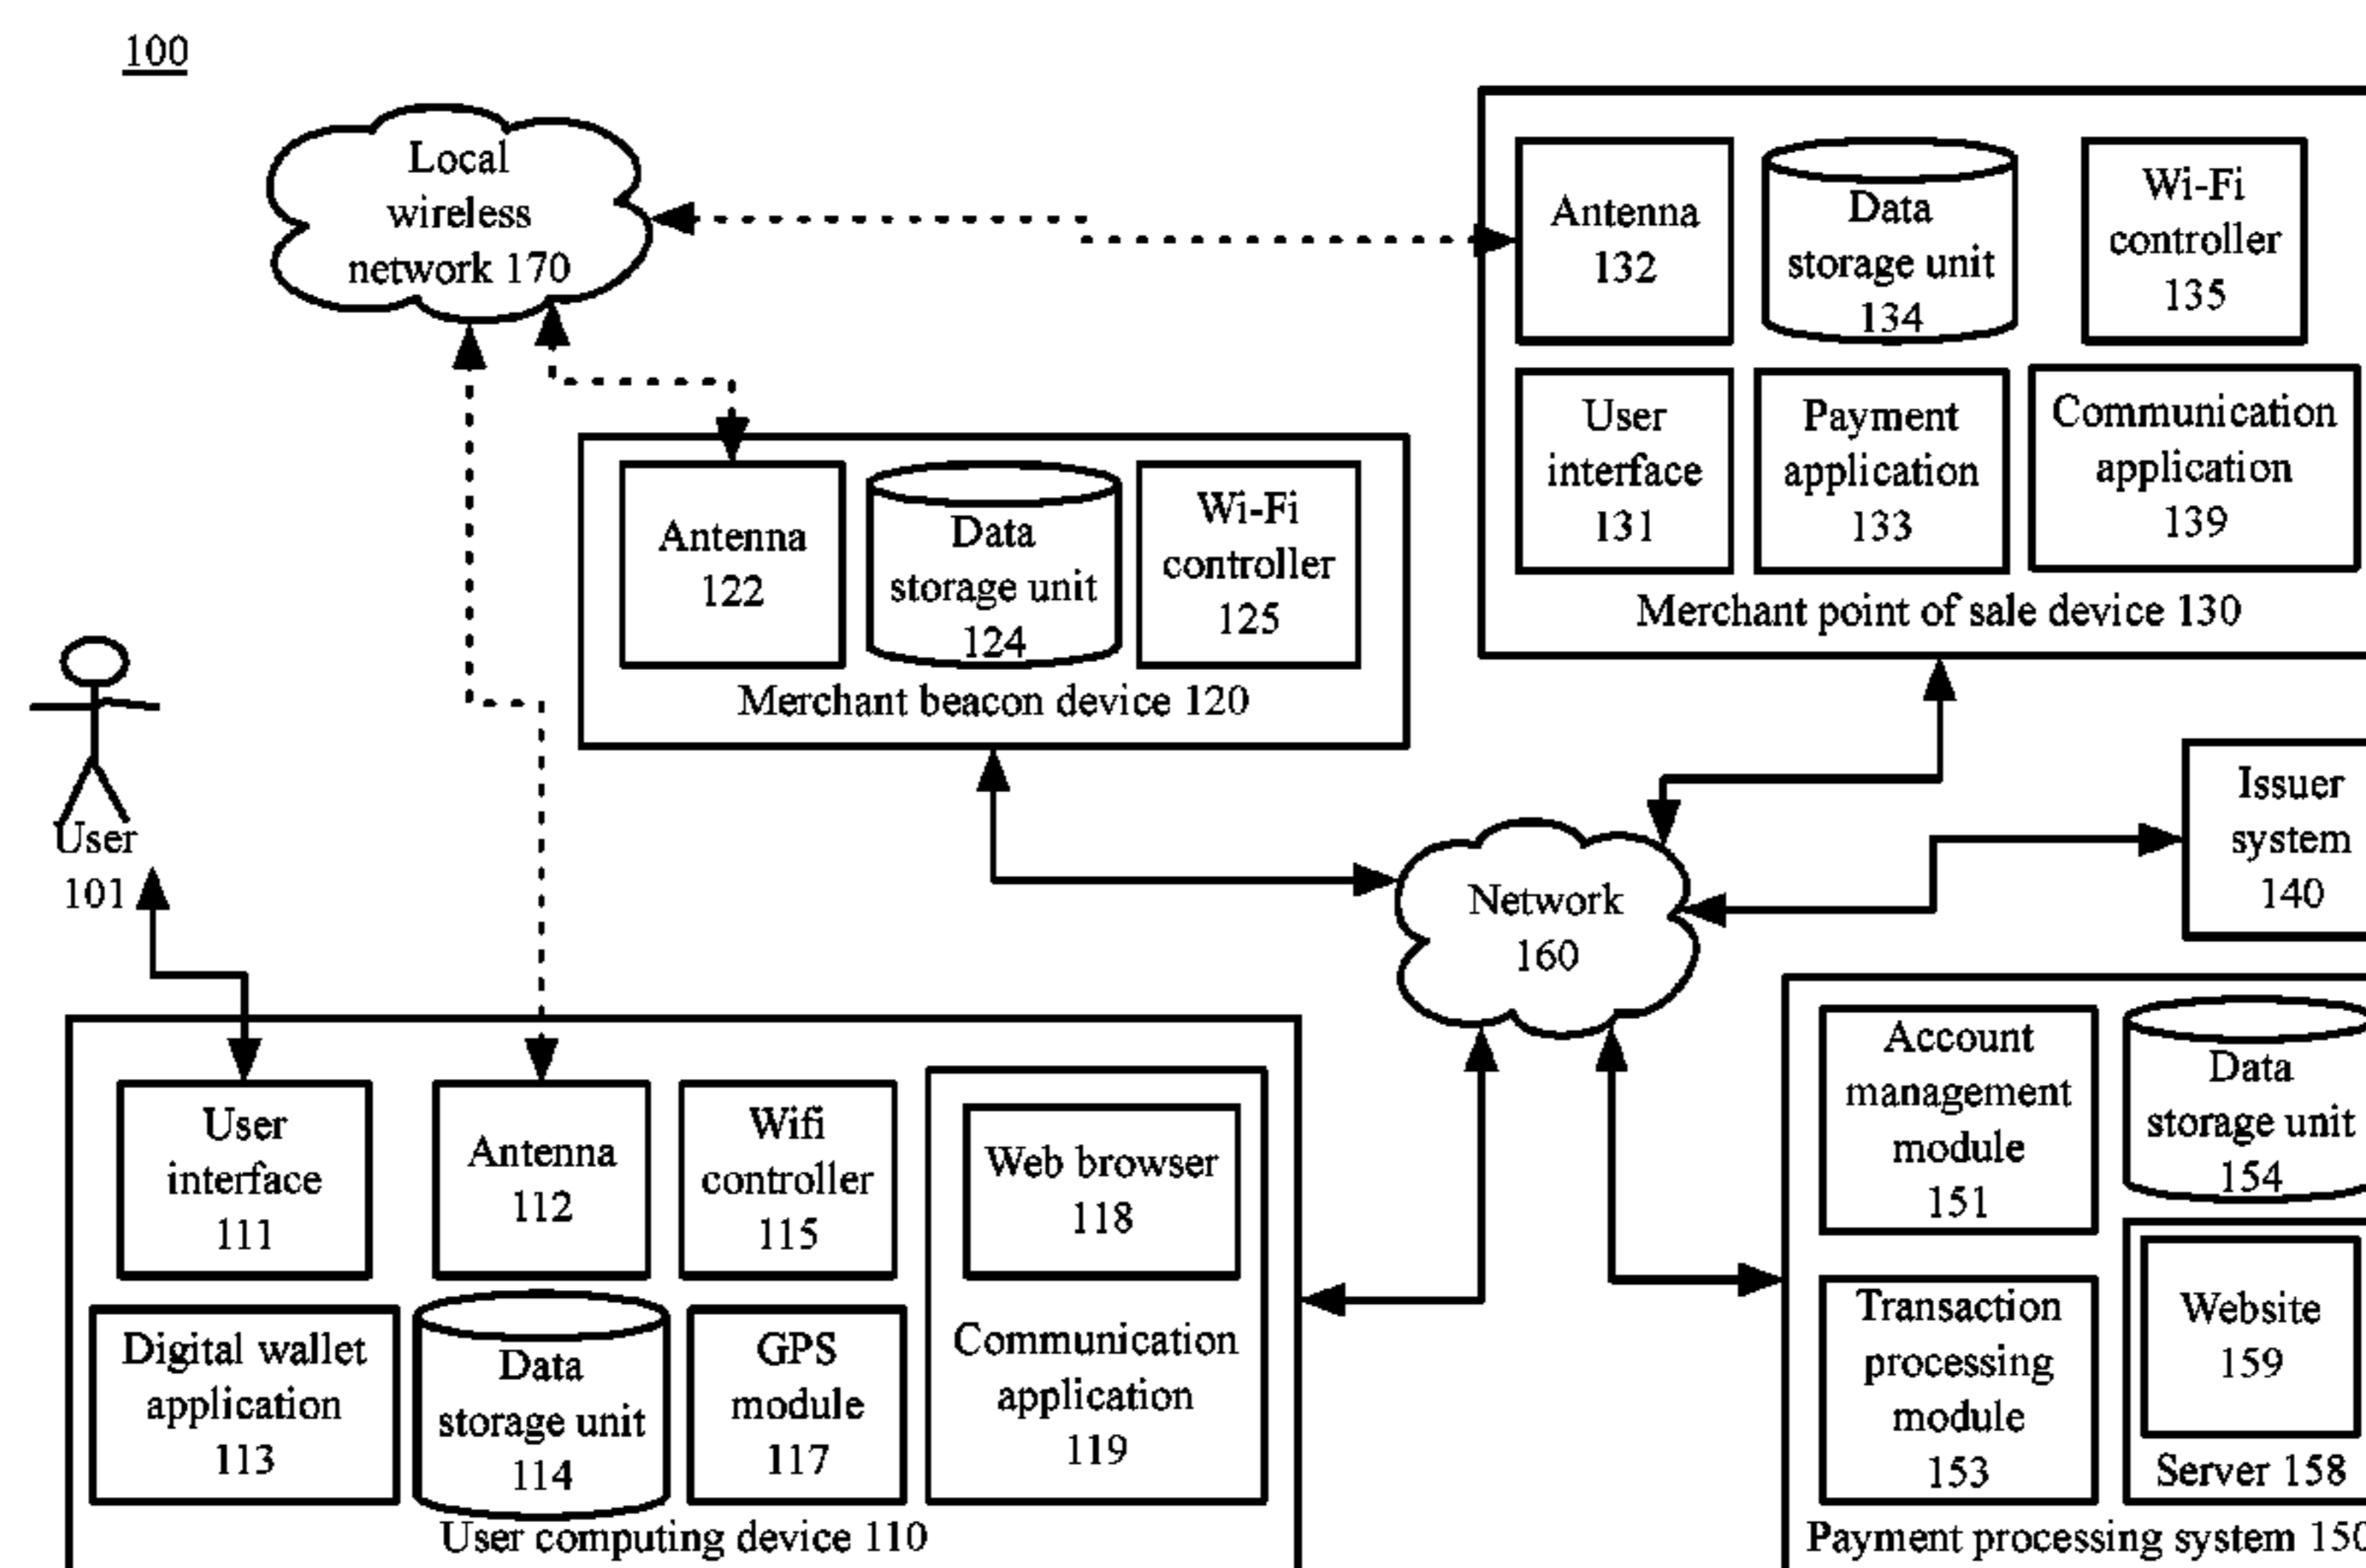 100
Local
wireless
network 170
Antenna
132
Data
storage unit
134
Wi-Fi
controller
135
User
interface
131
Payment
application
133
Communication
application
139
Merchant point of sale device 130
Antenna
122
Data
storage unit
124
Wi-Fi
controller
125
Merchant beacon device 120
User
101
Issuer
system
140
Network
160
User
interface
111
Antenna
112
Wifi
controller
115
Web browser
118
Digital wallet
application
113
Data
storage unit
114
GPS
module
117
Communication
application
119
User computing device 110
Account
management
module
151
Data
storage unit
154
Transaction
processing
module
153
Website
159
Server 158
Payment processing system 150